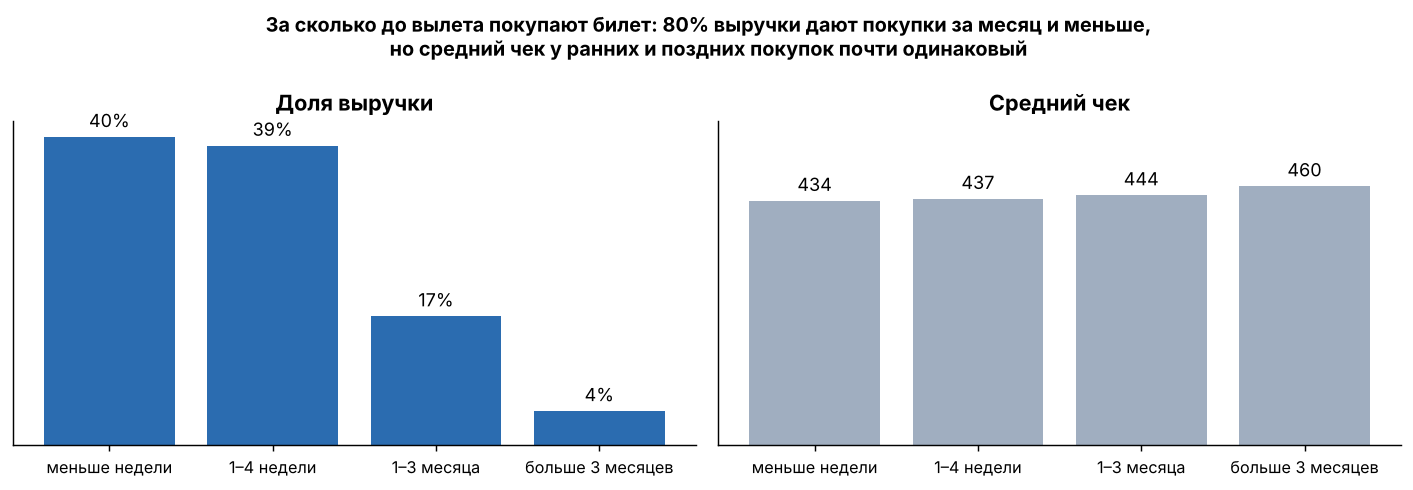 За сколько до вылета покупают билет: 80% выручки дают покупки за месяц и меньше,
но средний чек у ранних и поздних покупок почти одинаковый
Доля выручки
40%
39%
17%
4%
меньше недели
1–4 недели
1–3 месяца
больше 3 месяцев
Средний чек
434
437
444
460
меньше недели
1–4 недели
1–3 месяца
больше 3 месяцев